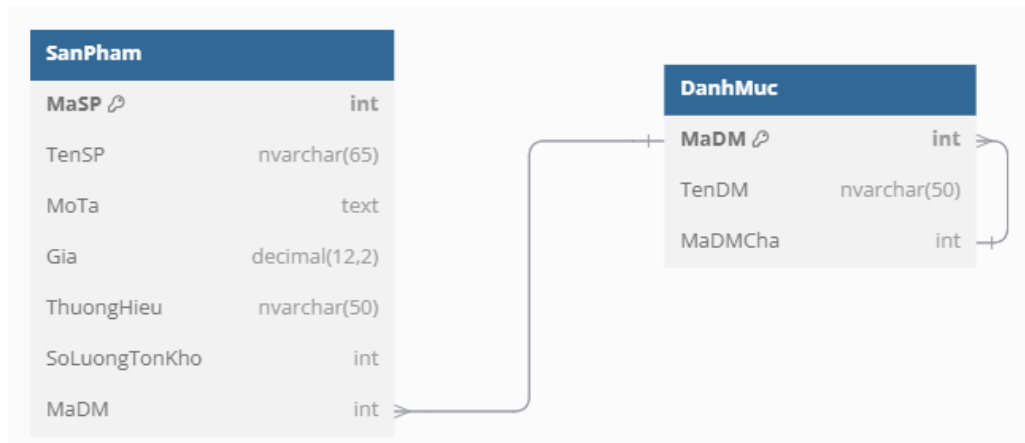 SanPham
MaSP int
TenSP nvarchar(65)
MoTa text
Gia decimal(12,2)
ThuongHieu nvarchar(50)
SoLuongTonKho int
MaDM int
DanhMuc
MaDM int
TenDM nvarchar(50)
MaDMCha int